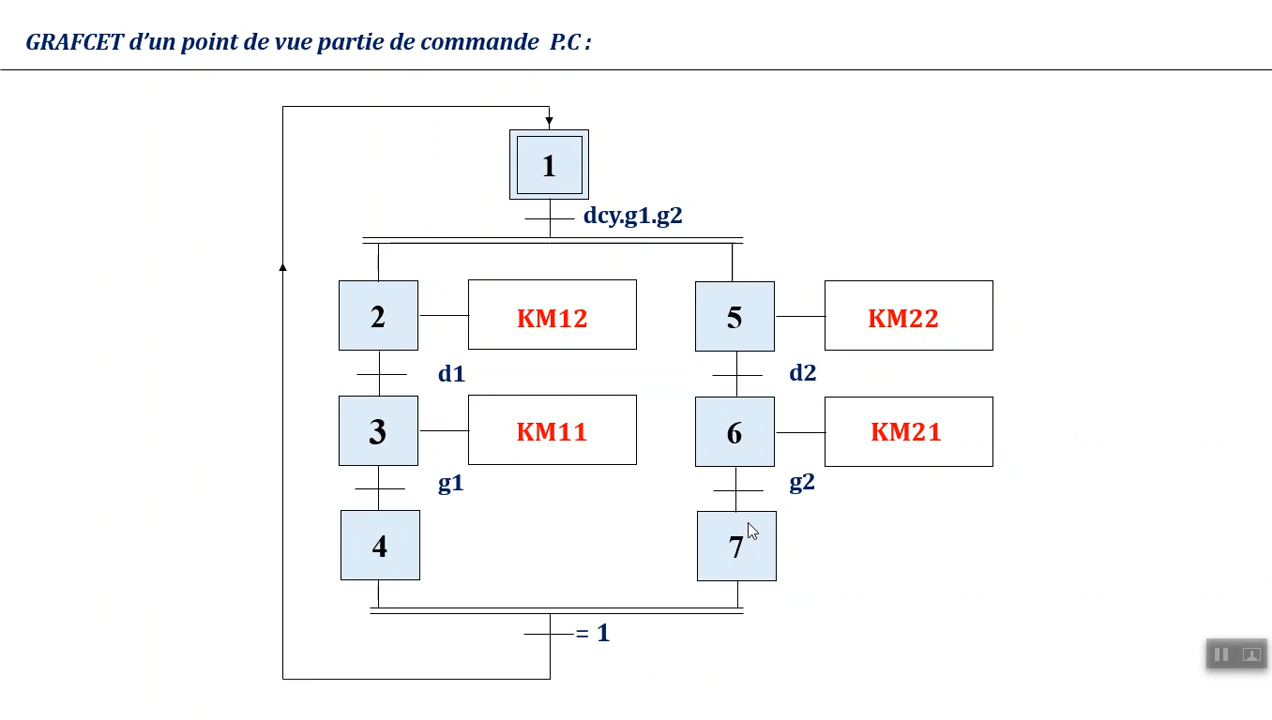 GRAFCET d’un point de vue partie de commande P.C :
1
dcy.g1.g2
2
KM12
5
KM22
d1
d2
3
KM11
6
KM21
g1
g2
4
7
= 1